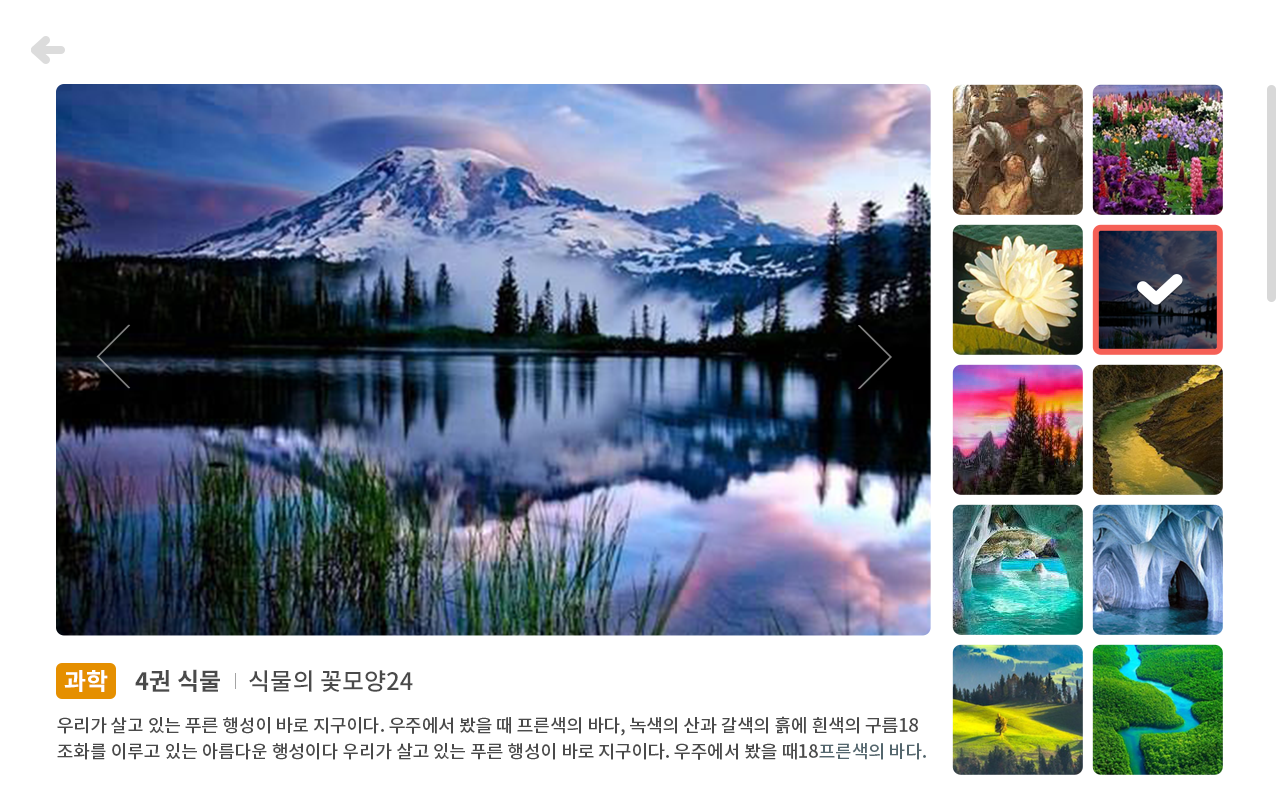 과학 4권 식물 식물의 꽃모양24
우리가 살고 있는 푸른 행성이 바로 지구이다. 우주에서 봤을 때 프른색의 바다, 녹색의 산과 갈색의 흙에 흰색의 구름18
조화를 이루고 있는 아름다운 행성이다 우리가 살고 있는 푸른 행성이 바로 지구이다. 우주에서 봤을 때18프른색의 바다.